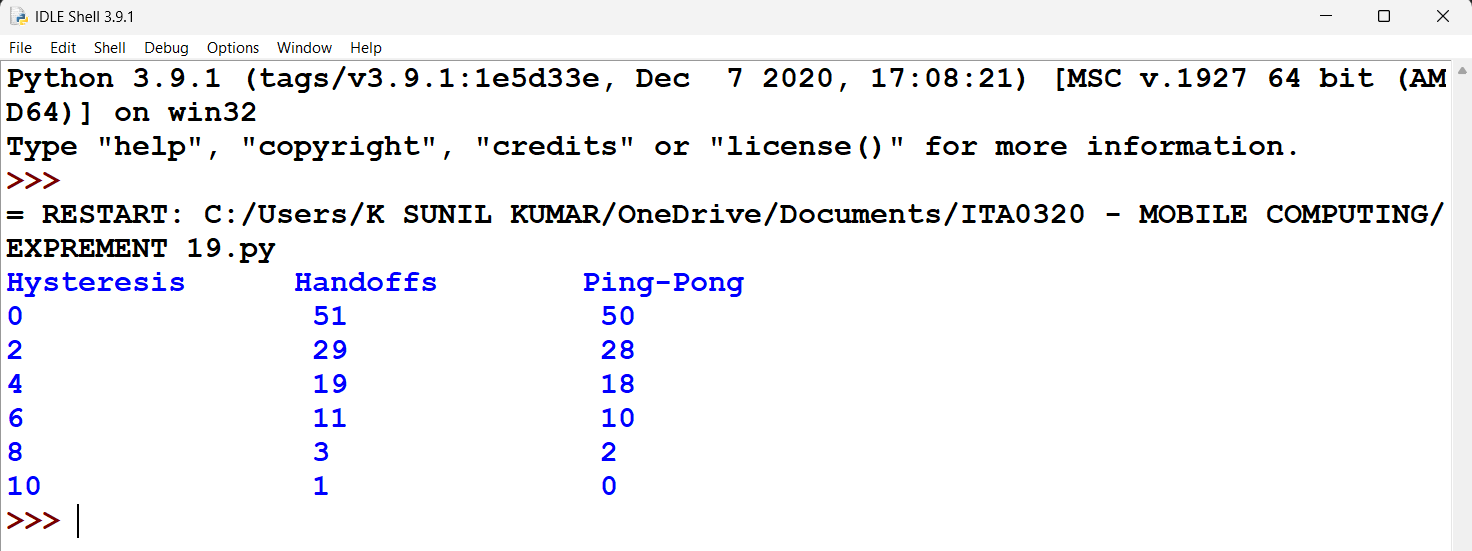 IDLE Shell 3.9.1
File Edit Shell Debug Options Window Help
Python 3.9.1 (tags/v3.9.1:1e5d33e, Dec  7 2020, 17:08:21) [MSC v.1927 64 bit (AM
D64)] on win32
Type "help", "copyright", "credits" or "license()" for more information.
>>>
= RESTART: C:/Users/K SUNIL KUMAR/OneDrive/Documents/ITA0320 - MOBILE COMPUTING/
EXPREMENT 19.py
Hysteresis      Handoffs        Ping-Pong
0                51              50
2                29              28
4                19              18
6                11              10
8                3               2
10               1               0
>>>